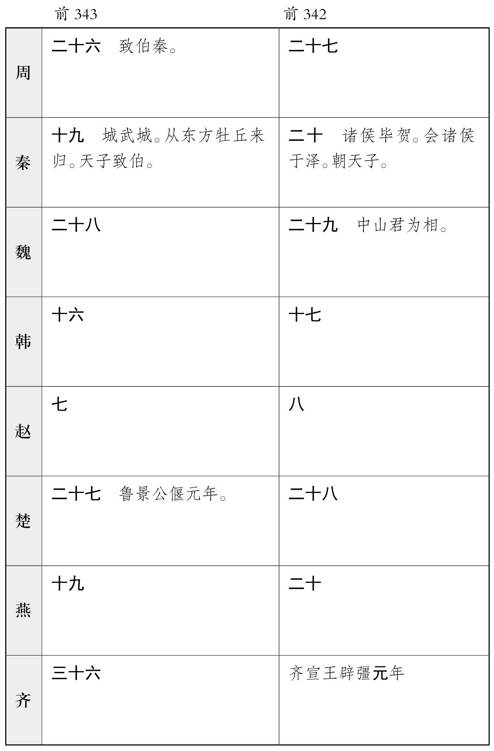 前 343 前 342
周 二十六 致伯秦。 二十七
秦 十九 城武城。从东方牡丘来 二十 诸侯毕贺。会诸侯
归。天子致伯。 于泽。朝天子。
魏 二十八 二十九 中山君为相。
韩 十六 十七
赵 七 八
楚 二十七 鲁景公偃元年。 二十八
燕 十九 二十
齐 三十六 齐宣王辟彊元年